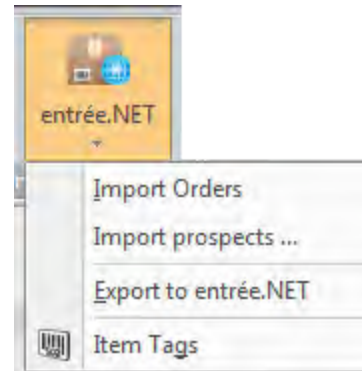 entrée.NET
Import Orders
Import prospects ...
Export to entrée.NET
Item Tags